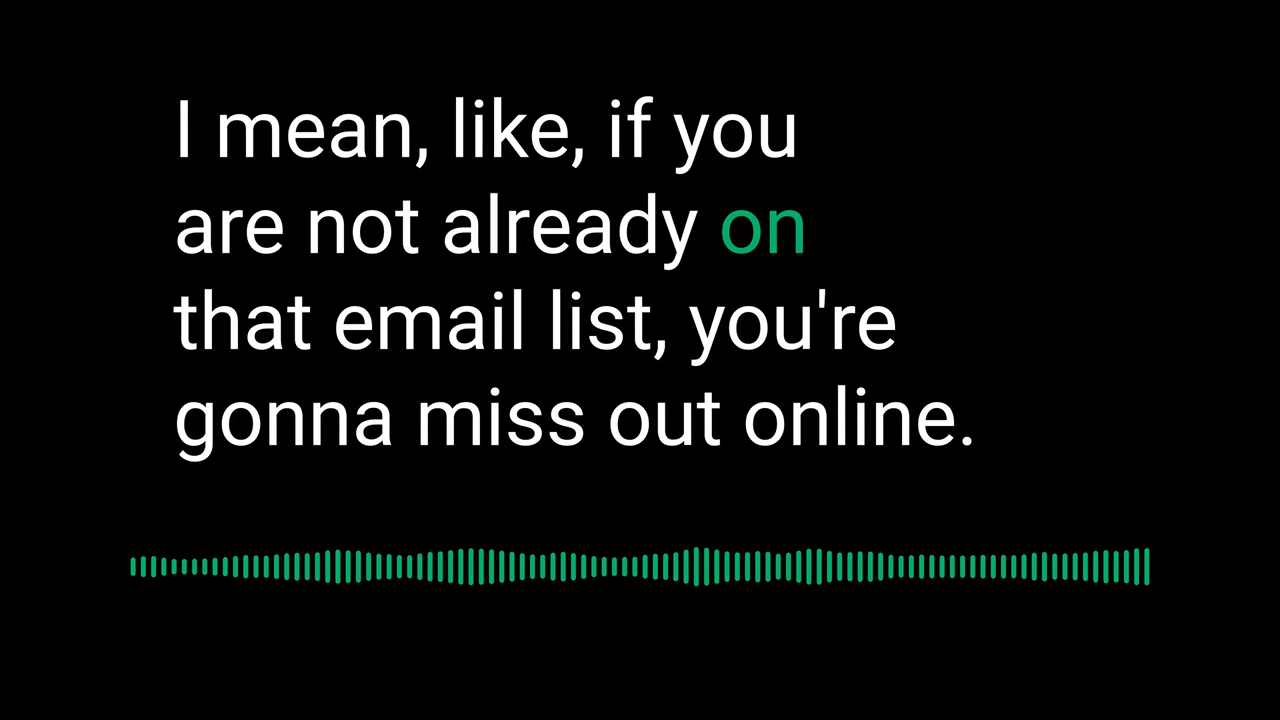 I mean, like, if you
are not already on
that email list, you're
gonna miss out online.